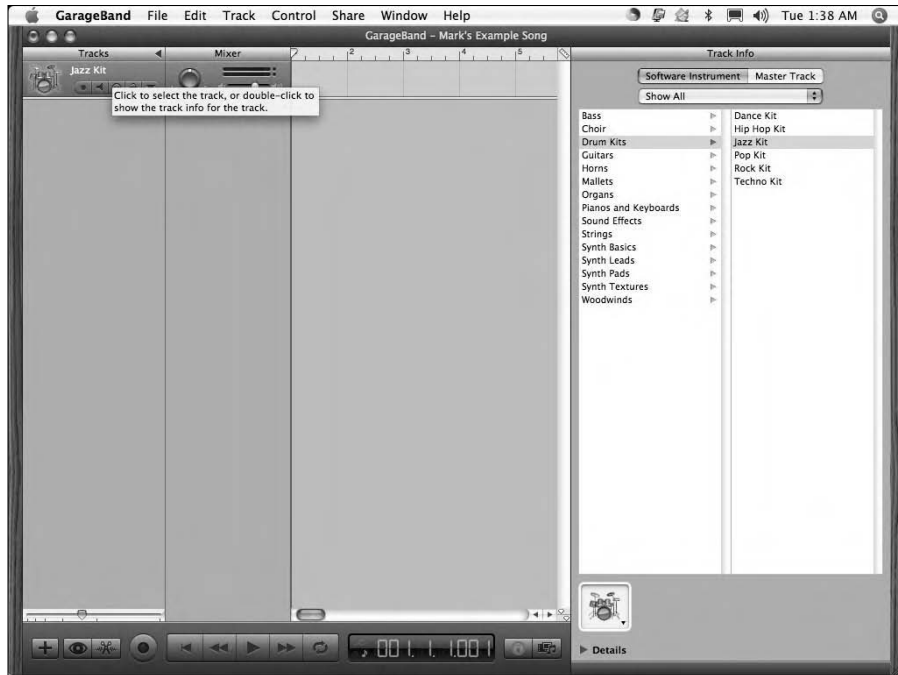 GarageBand File Edit Track Control Share Window Help Tue 1:38 AM
GarageBand – Mark's Example Song
Tracks Mixer 2 3 4 5 Track Info
Jazz Kit
Click to select the track, or double-click to
show the track info for the track.
Software Instrument Master Track
Show All
Bass Dance Kit
Choir Hip Hop Kit
Drum Kits Jazz Kit
Guitars Pop Kit
Horns Rock Kit
Mallets Techno Kit
Organs
Pianos and Keyboards
Sound Effects
Strings
Synth Basics
Synth Leads
Synth Pads
Synth Textures
Woodwinds
001. 1. 1.001
Details